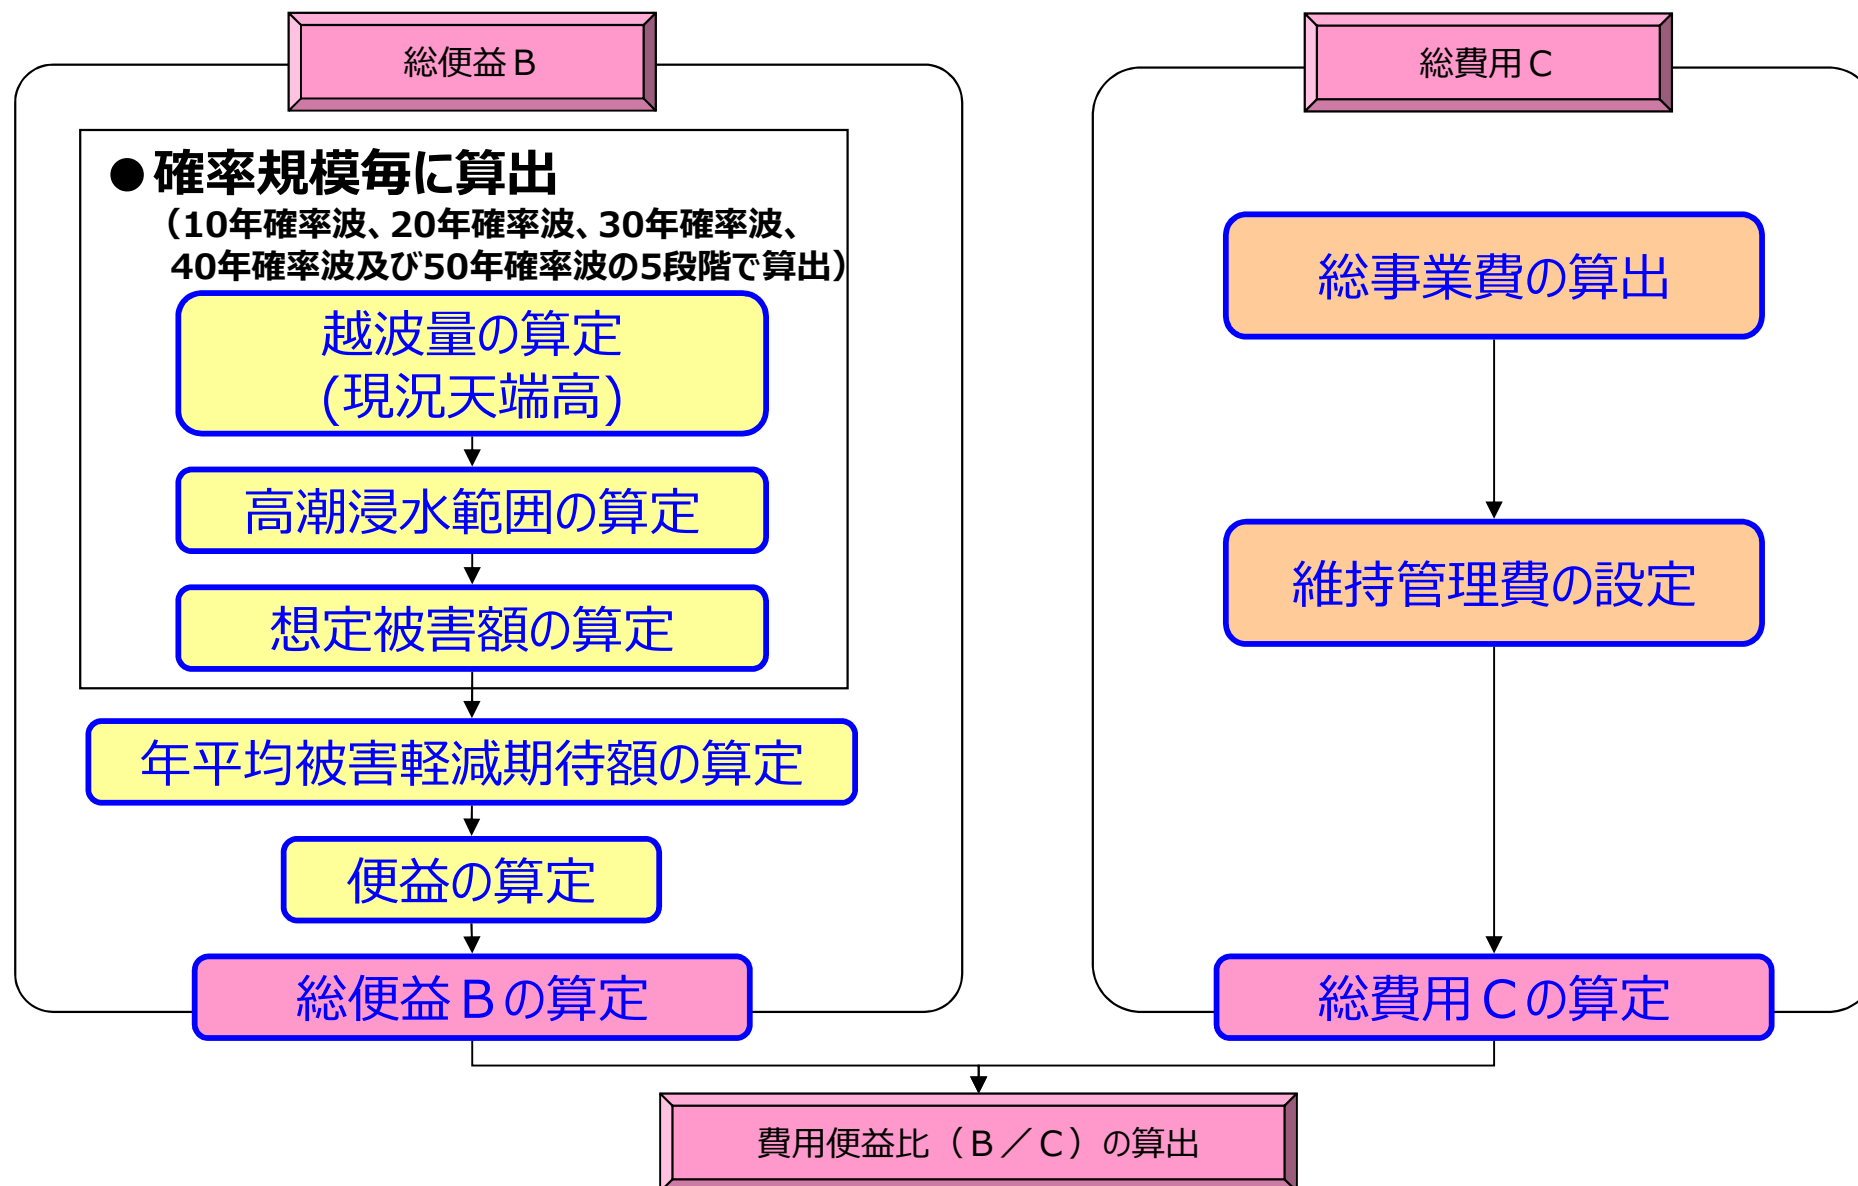 総便益Ｂ
●確率規模毎に算出
（10年確率波、20年確率波、30年確率波、
40年確率波及び50年確率波の5段階で算出）
越波量の算定
(現況天端高)
高潮浸水範囲の算定
想定被害額の算定
年平均被害軽減期待額の算定
便益の算定
総便益Ｂの算定
総費用Ｃ
総事業費の算出
維持管理費の設定
総費用Ｃの算定
費用便益比（Ｂ／Ｃ）の算出